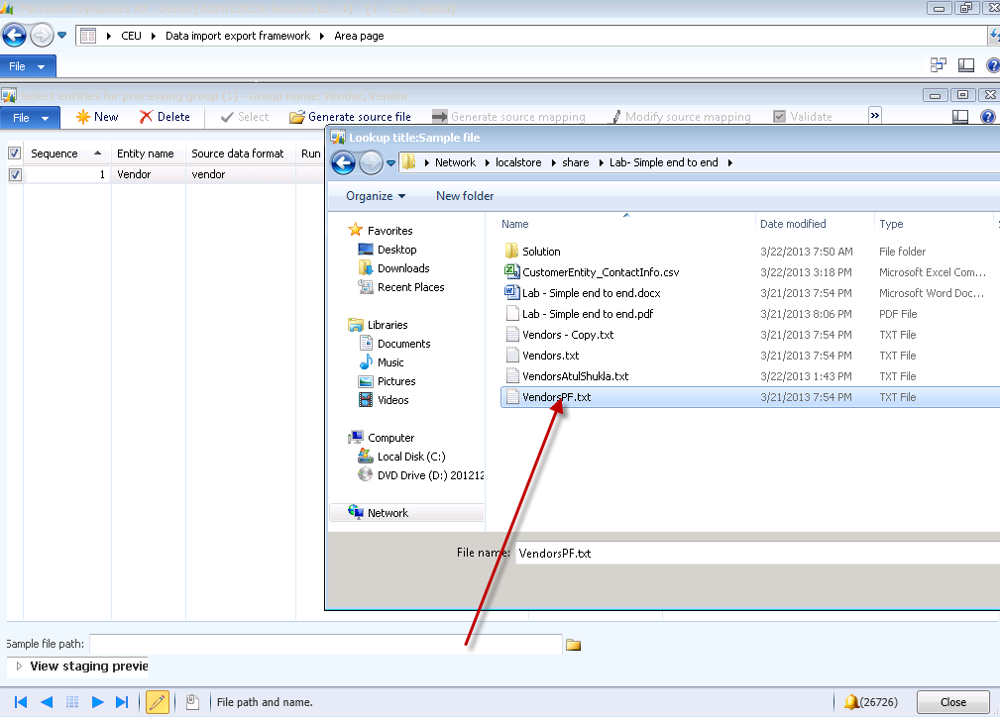 CEU Data import export framework Area page
File
Select entities for processing group (1) - Group name: Vendor, Vendor
File New Delete Select Generate source file Generate source mapping Modify source mapping Validate »
Lookup title:Sample file
Sequence Entity name Source data format Run
1 Vendor vendor
Network localstore share Lab- Simple end to end
Organize New folder
Name Date modified Type
Favorites
Desktop
Downloads
Recent Places
Libraries
Documents
Music
Pictures
Videos
Computer
Local Disk (C:)
DVD Drive (D:) 201212
Network
Solution 3/22/2013 7:50 AM File folder
CustomerEntity_ContactInfo.csv 3/22/2013 3:18 PM Microsoft Excel Com...
Lab - Simple end to end.docx 3/21/2013 7:54 PM Microsoft Word Doc...
Lab - Simple end to end.pdf 3/21/2013 8:06 PM PDF File
Vendors - Copy.txt 3/21/2013 7:54 PM TXT File
Vendors.txt 3/21/2013 7:54 PM TXT File
VendorsAtulShukla.txt 3/22/2013 1:43 PM TXT File
VendorsPF.txt 3/21/2013 7:54 PM TXT File
File name: VendorsPF.txt
Sample file path:
View staging previe
File path and name. (26726) Close